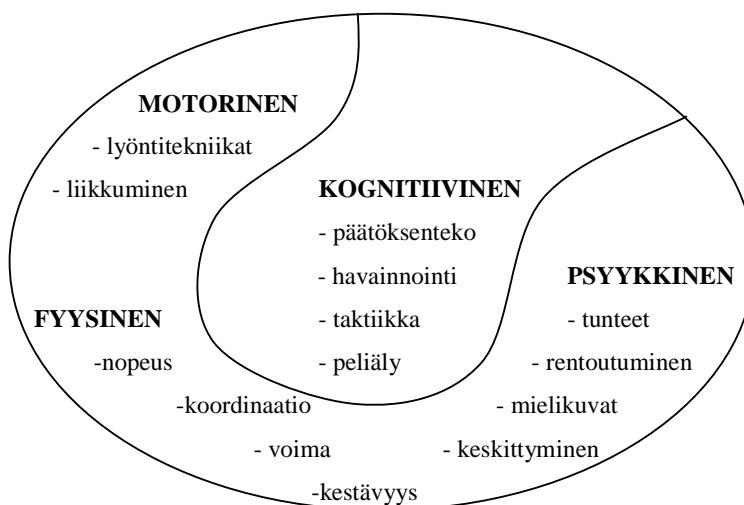 MOTORINEN
- lyöntitekniikat
- liikkuminen
KOGNITIIVINEN
- päätöksenteko
- havainnointi
- taktiikka
- peliäly
PSYYKKINEN
- tunteet
- rentoutuminen
- mielikuvat
- keskittyminen
FYYSINEN
-nopeus
-koordinaatio
- voima
-kestävyys